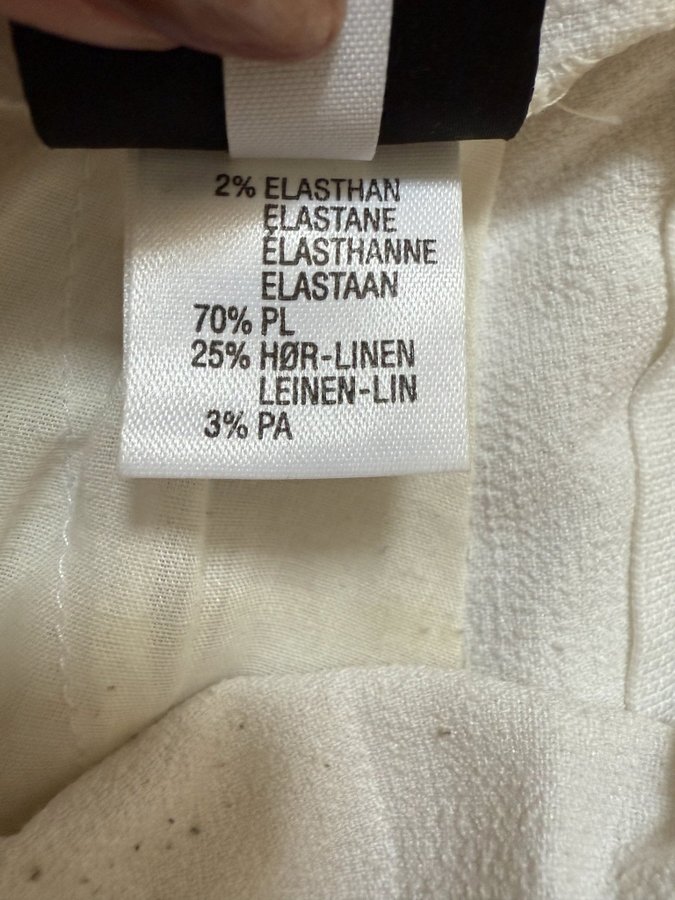 2% ELASTHAN
ELASTANE
ÉLASTHANNE
ELASTAAN
70% PL
25% HØR-LINEN
LEINEN-LIN
3% PA